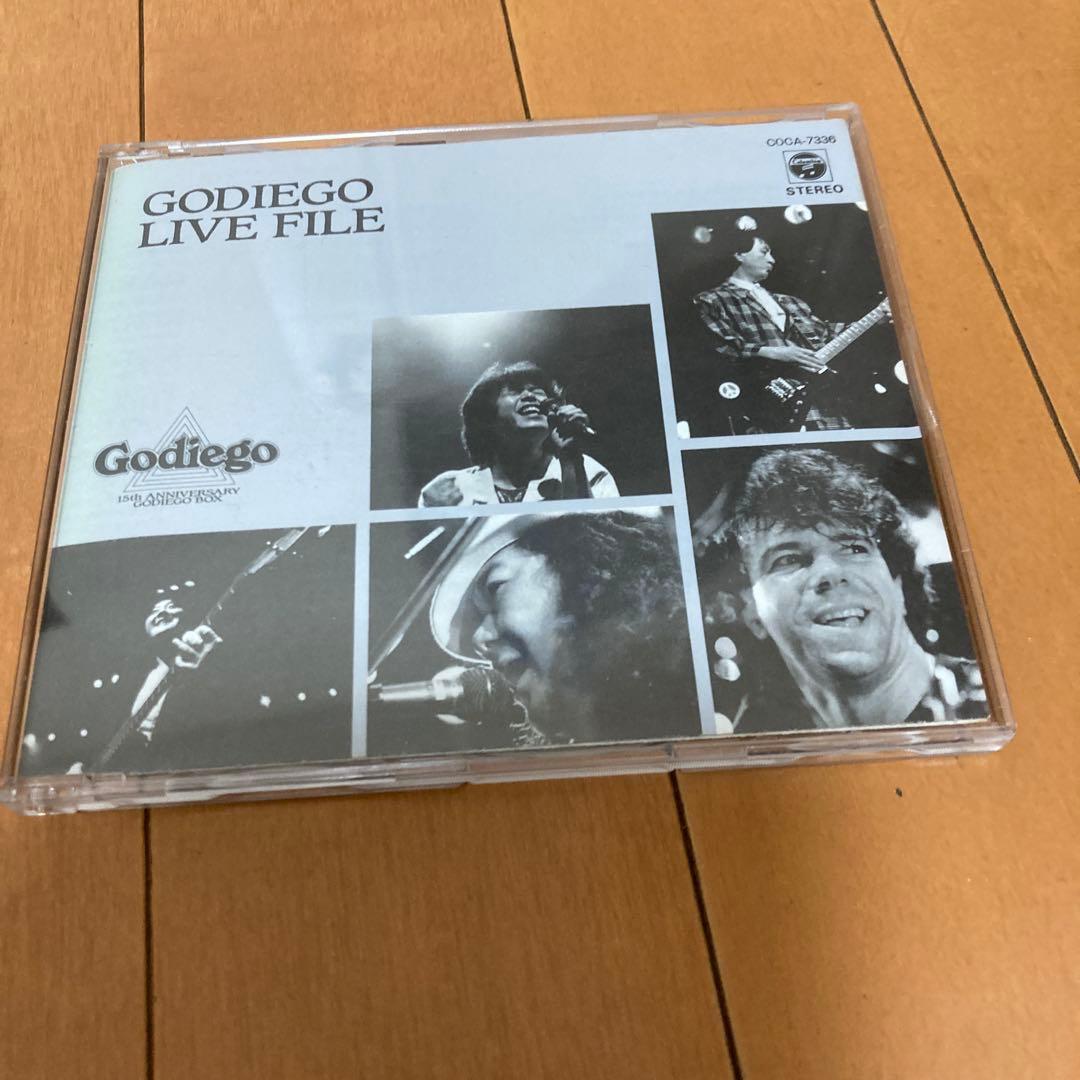 COCA-7336
STEREO
GODIEGO
LIVE FILE
Godiego
15th ANNIVERSARY
GODIEGO BOX